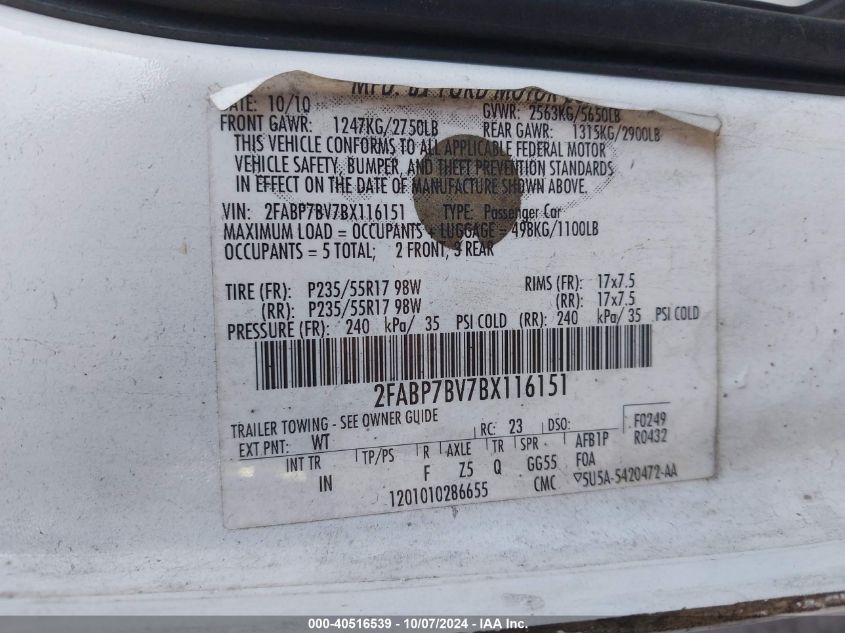 MFD. BY FORD MOTOR
DATE: 10/10 GVWR: 2563KG/5650LB
FRONT GAWR: 1247KG/2750LB REAR GAWR: 1315KG/2900LB
THIS VEHICLE CONFORMS TO ALL APPLICABLE FEDERAL MOTOR
VEHICLE SAFETY, BUMPER, AND THEFT PREVENTION STANDARDS
IN EFFECT ON THE DATE OF MANUFACTURE SHOWN ABOVE.
VIN: 2FABP7BV7BX116151 TYPE: Passenger Car
MAXIMUM LOAD = OCCUPANTS + LUGGAGE = 498KG/1100LB
OCCUPANTS = 5 TOTAL; 2 FRONT, 3 REAR
TIRE (FR): P235/55R17 98W RIMS (FR): 17x7.5
(RR): P235/55R17 98W (RR): 17x7.5
PRESSURE (FR): 240 kPa/ 35 PSI COLD (RR): 240 kPa/ 35 PSI COLD
2FABP7BV7BX116151
TRAILER TOWING - SEE OWNER GUIDE
EXT PNT: WT RC: 23 DSO: F0249
INT TR TP/PS R AXLE TR SPR AFB1P R0432
IN F Z5 Q GG55 FOA
1201010286655 CMC ▽5U5A-5420472-AA
000-40516539 - 10/07/2024 - IAA Inc.